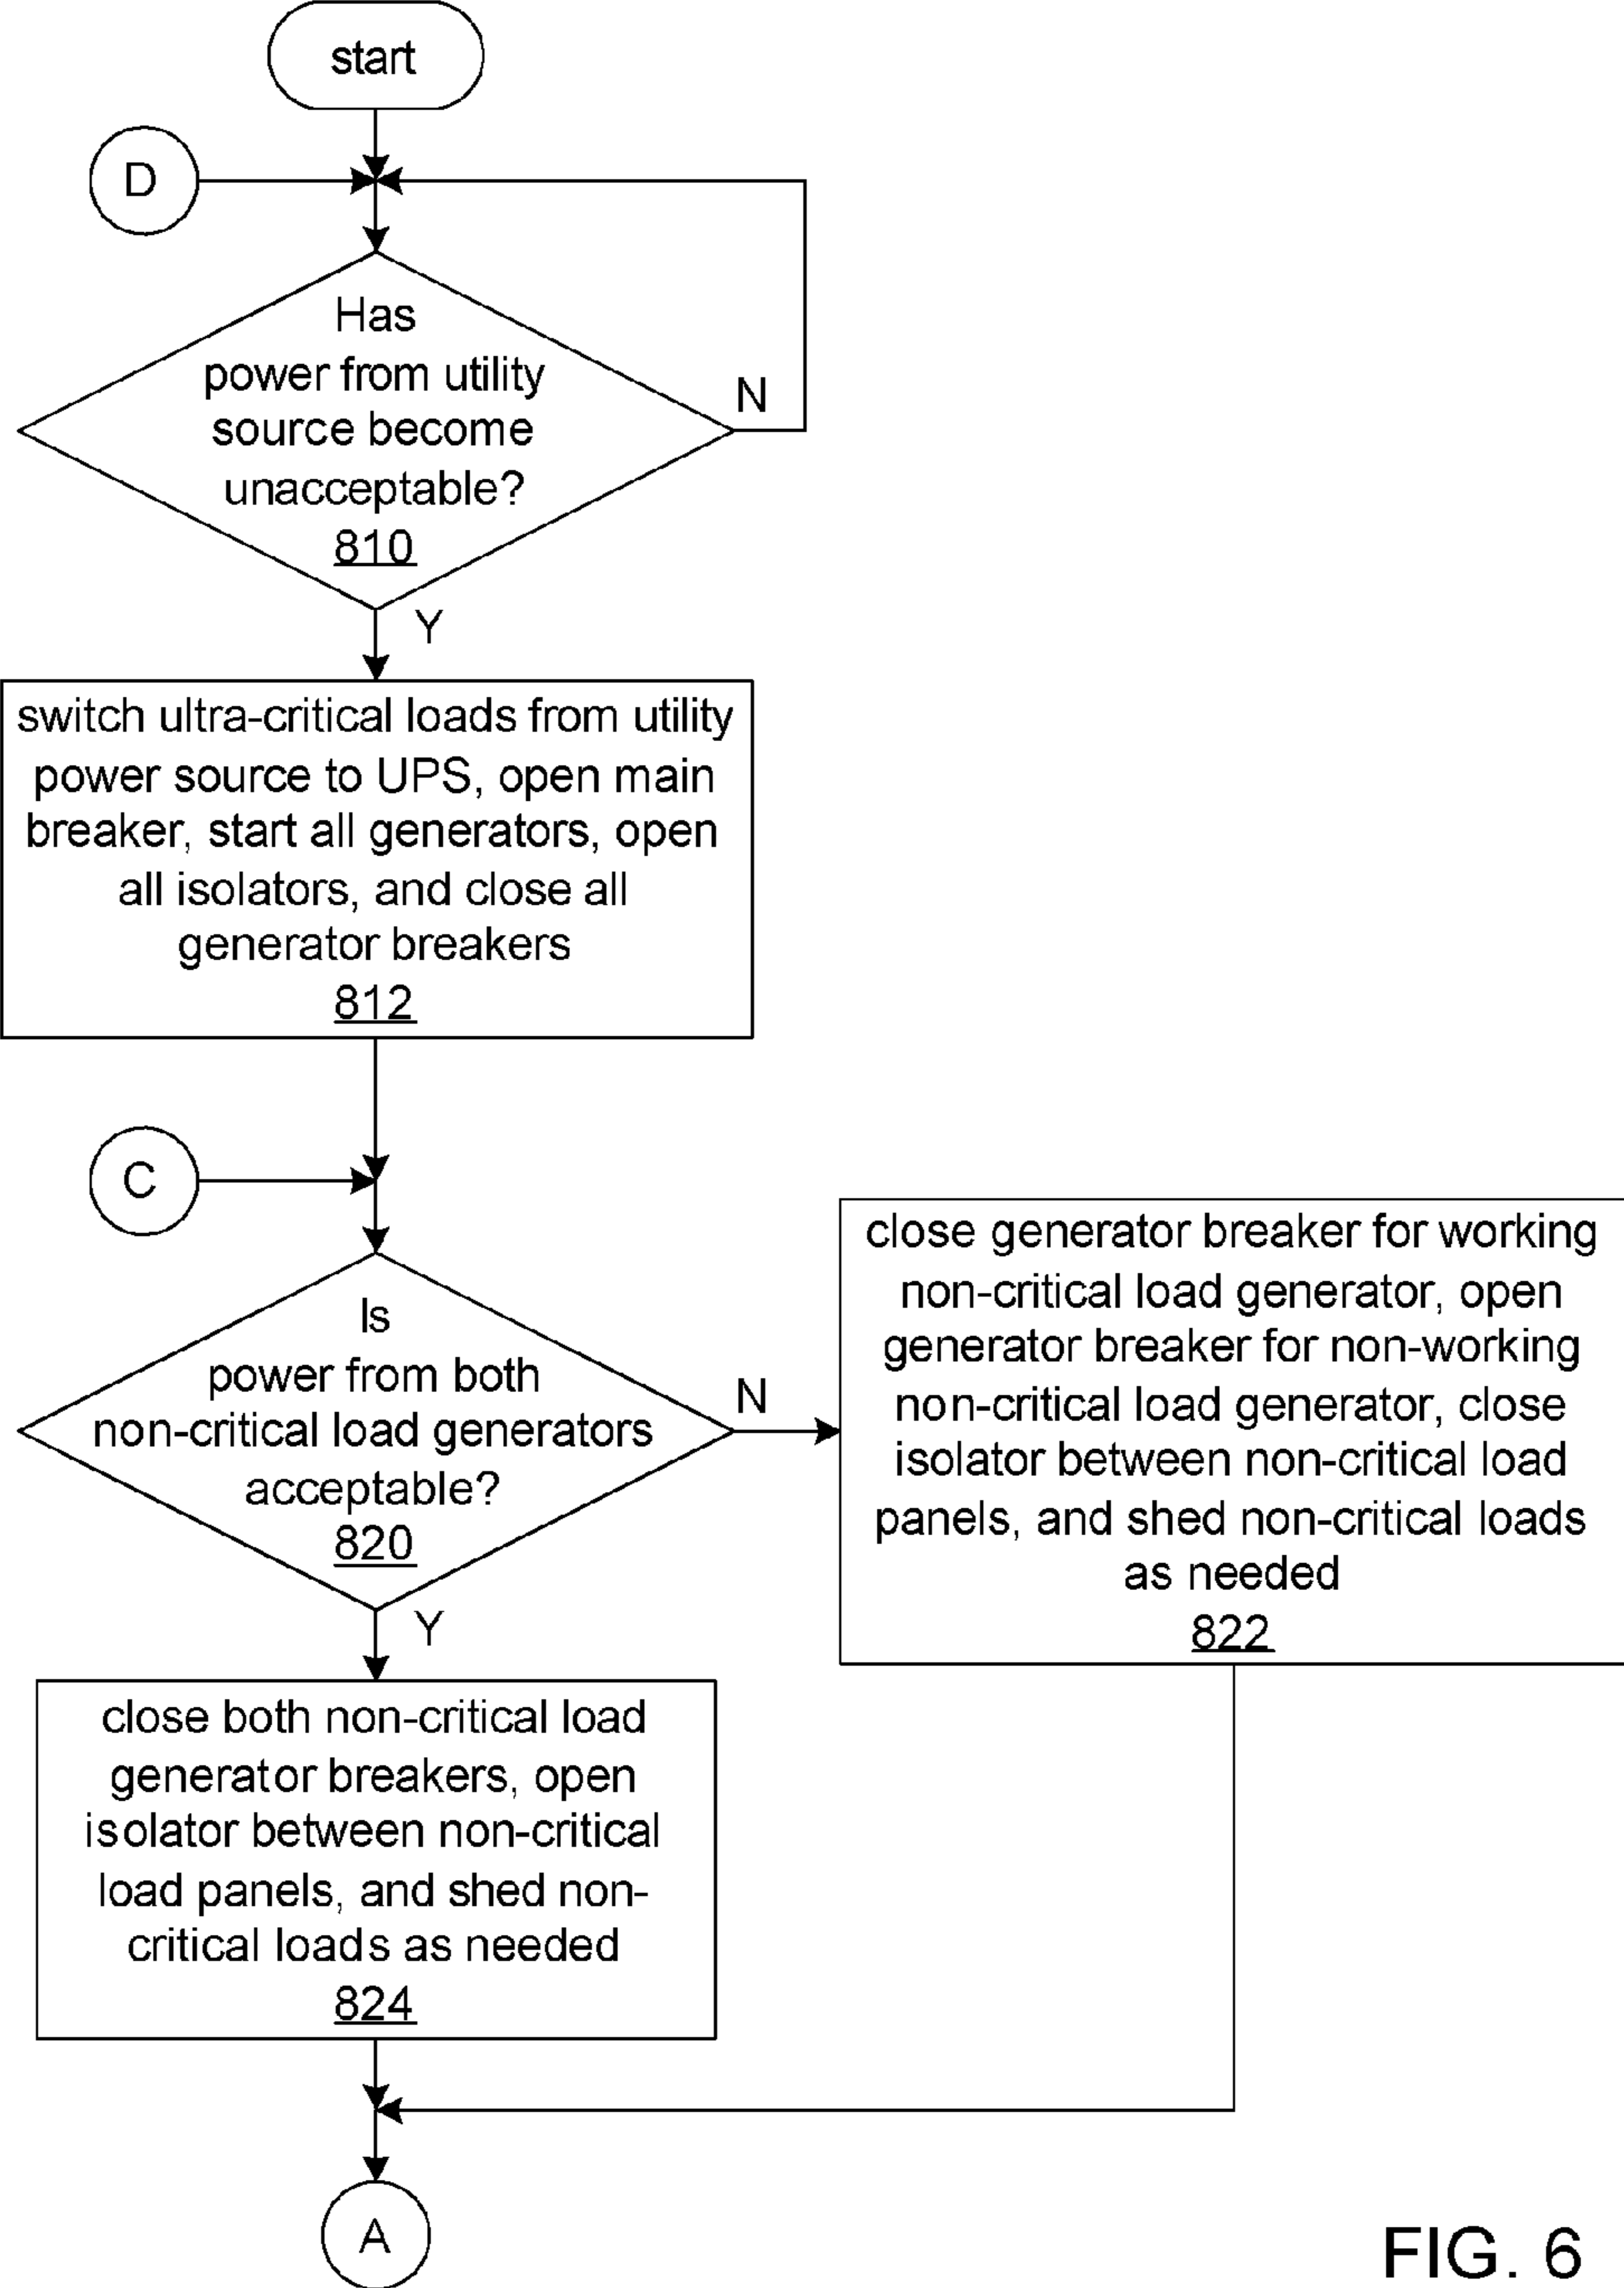 start
D
Has
power from utility
source become
unacceptable?
810
N
Y
switch ultra-critical loads from utility
power source to UPS, open main
breaker, start all generators, open
all isolators, and close all
generator breakers
812
C
Is
power from both
non-critical load generators
acceptable?
820
N
Y
close generator breaker for working
non-critical load generator, open
generator breaker for non-working
non-critical load generator, close
isolator between non-critical load
panels, and shed non-critical loads
as needed
822
close both non-critical load
generator breakers, open
isolator between non-critical
load panels, and shed non-
critical loads as needed
824
A
FIG. 6